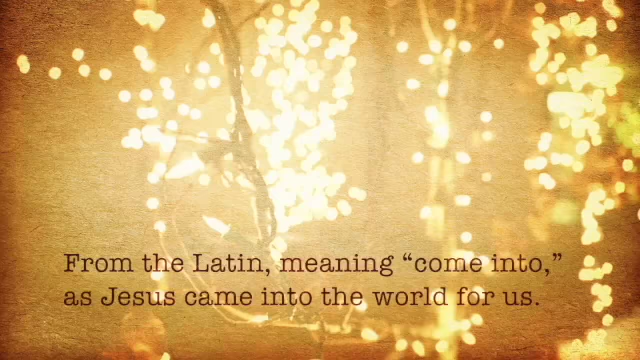 From the Latin, meaning “come into,”
as Jesus came into the world for us.